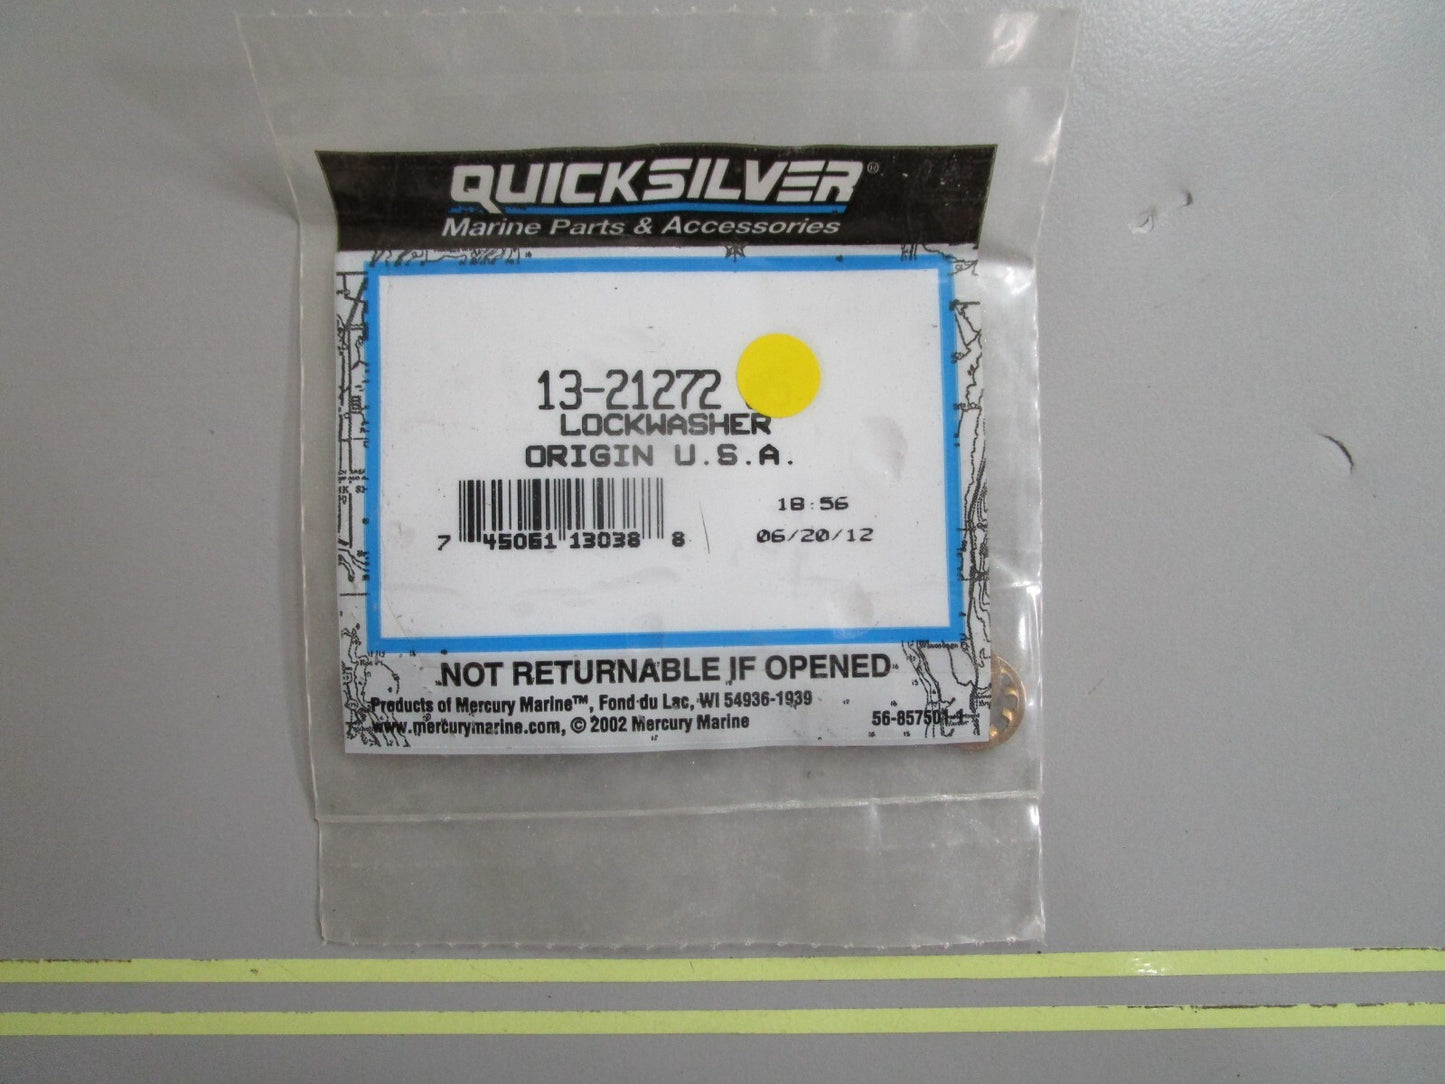 QUICKSILVER®
Marine Parts & Accessories
13-21272
LOCKWASHER
ORIGIN U.S.A.
18:56
7 45061 13038 8
06/20/12
NOT RETURNABLE IF OPENED
Products of Mercury Marine™, Fond du Lac, WI 54936-1939
www.mercurymarine.com, © 2002 Mercury Marine
56-857501-1